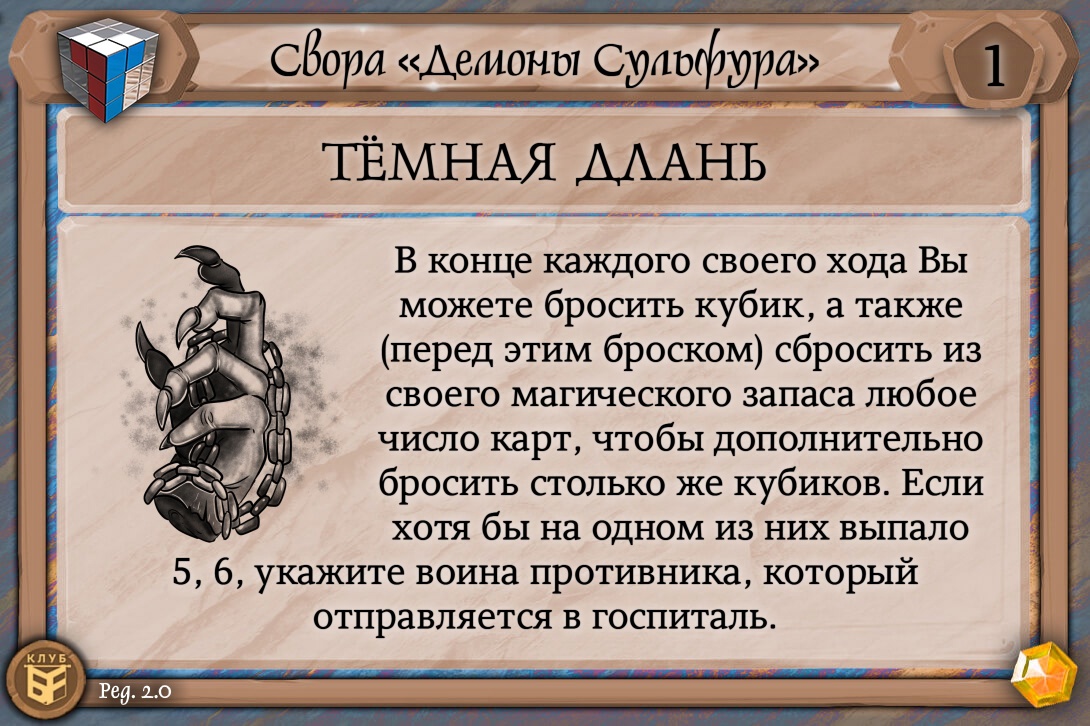 Свора «Демоны Сульфура»
1
ТЁМНАЯ ДЛАНЬ
В конце каждого своего хода Вы
можете бросить кубик, а также
(перед этим броском) сбросить из
своего магического запаса любое
число карт, чтобы дополнительно
бросить столько же кубиков. Если
хотя бы на одном из них выпало
5, 6, укажите воина противника, который
отправляется в госпиталь.
КЛУБ
Ред. 2.0